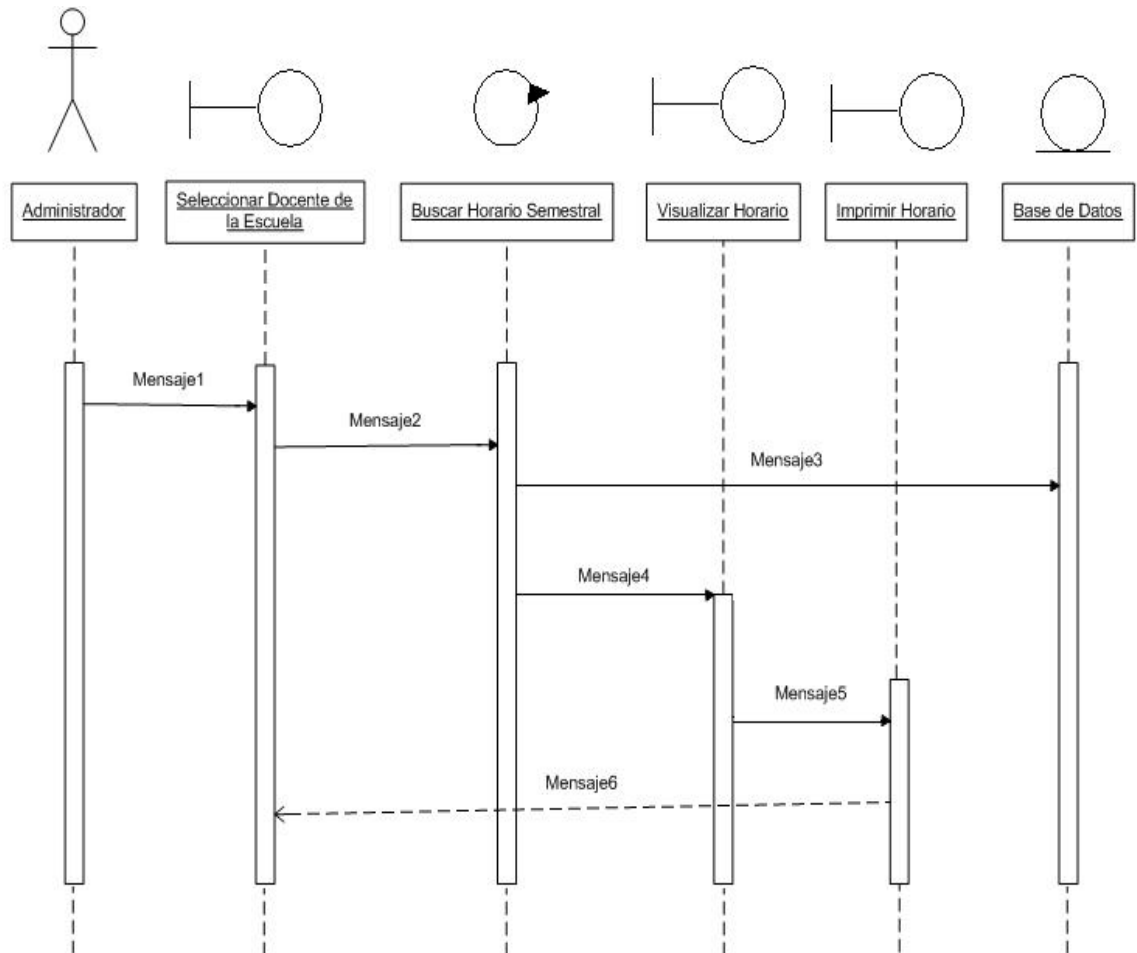 Administrador
Seleccionar Docente de
la Escuela
Buscar Horario Semestral
Visualizar Horario
Imprimir Horario
Base de Datos
Mensaje1
Mensaje2
Mensaje3
Mensaje4
Mensaje5
Mensaje6